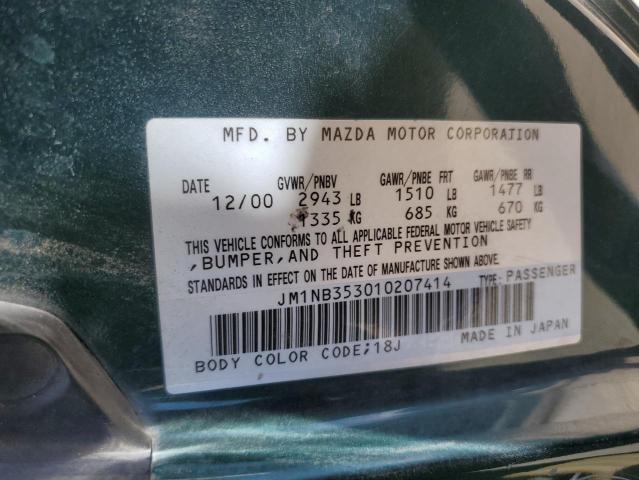 MFD. BY MAZDA MOTOR CORPORATION
DATE GVWR/PNBV GAWR/PNBE FRT GAWR/PNBE RR
12/00 2943 LB 1510 LB 1477 LB
1335 KG 685 KG 670 KG
THIS VEHICLE CONFORMS TO ALL APPLICABLE FEDERAL MOTOR VEHICLE SAFETY
,BUMPER,AND THEFT PREVENTION
STANDARDS IN EFFECT ON THE DATE OF MANUFACTURE SHOWN ABOVE.
JM1NB353010207414 TYPE: PASSENGER
MADE IN JAPAN
BODY COLOR CODE;18J